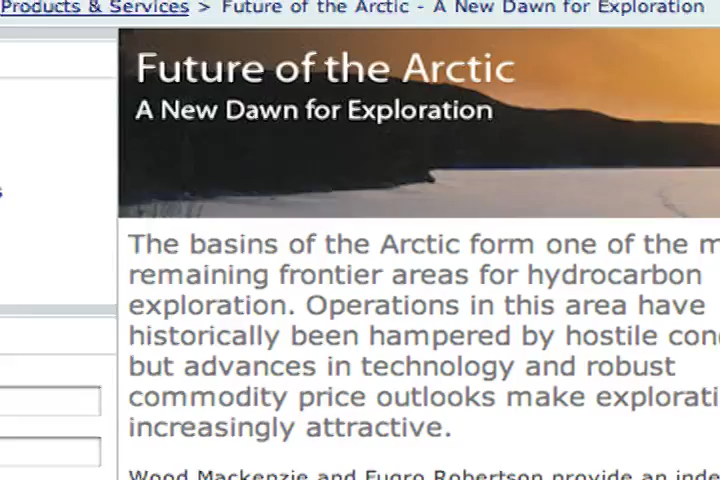 Products & Services > Future of the Arctic - A New Dawn for Exploration
Future of the Arctic
A New Dawn for Exploration
The basins of the Arctic form one of the
remaining frontier areas for hydrocarbon
exploration. Operations in this area have
historically been hampered by hostile
but advances in technology and robust
commodity price outlooks make
increasingly attractive.
Wood Mackenzie and Fugro Robertson provide an